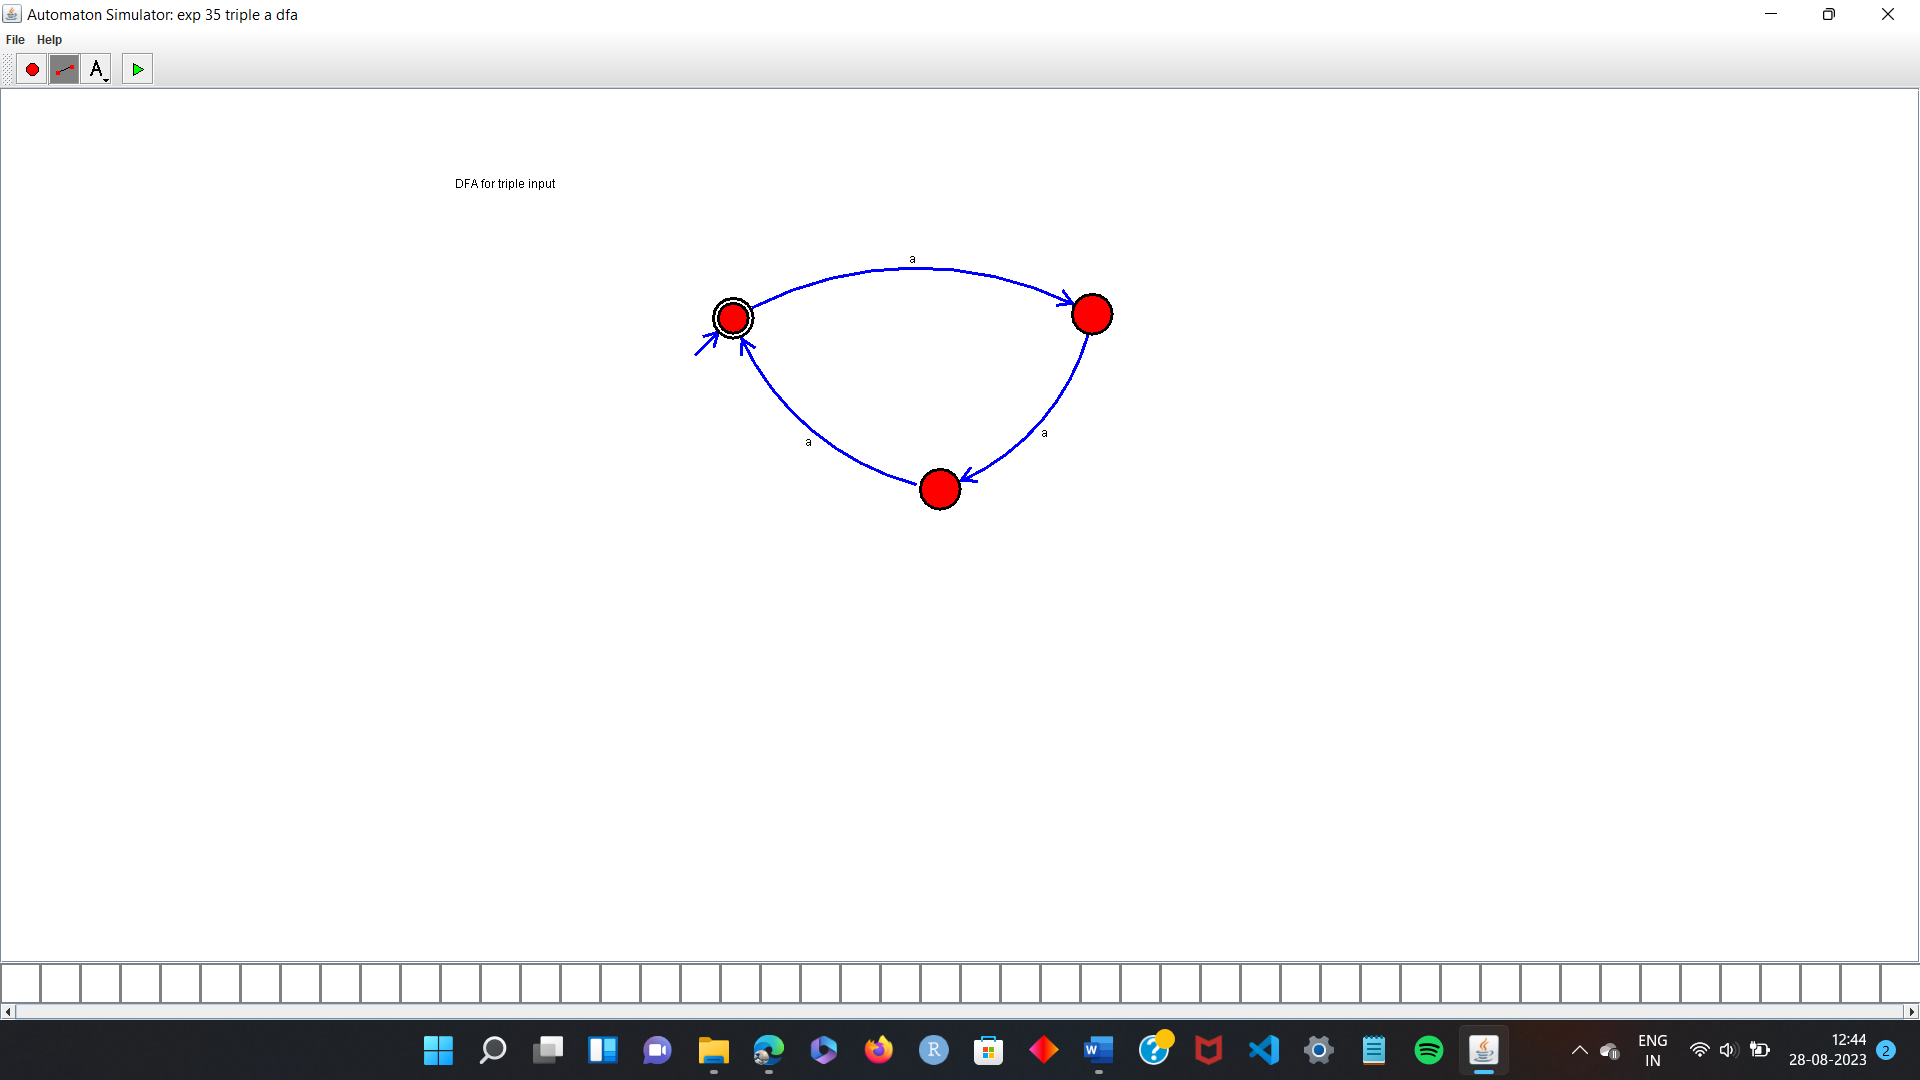 Automaton Simulator: exp 35 triple a dfa
File Help
A
DFA for triple input
a
a
a
R
W
?
ENG
IN
12:44
28-08-2023
2